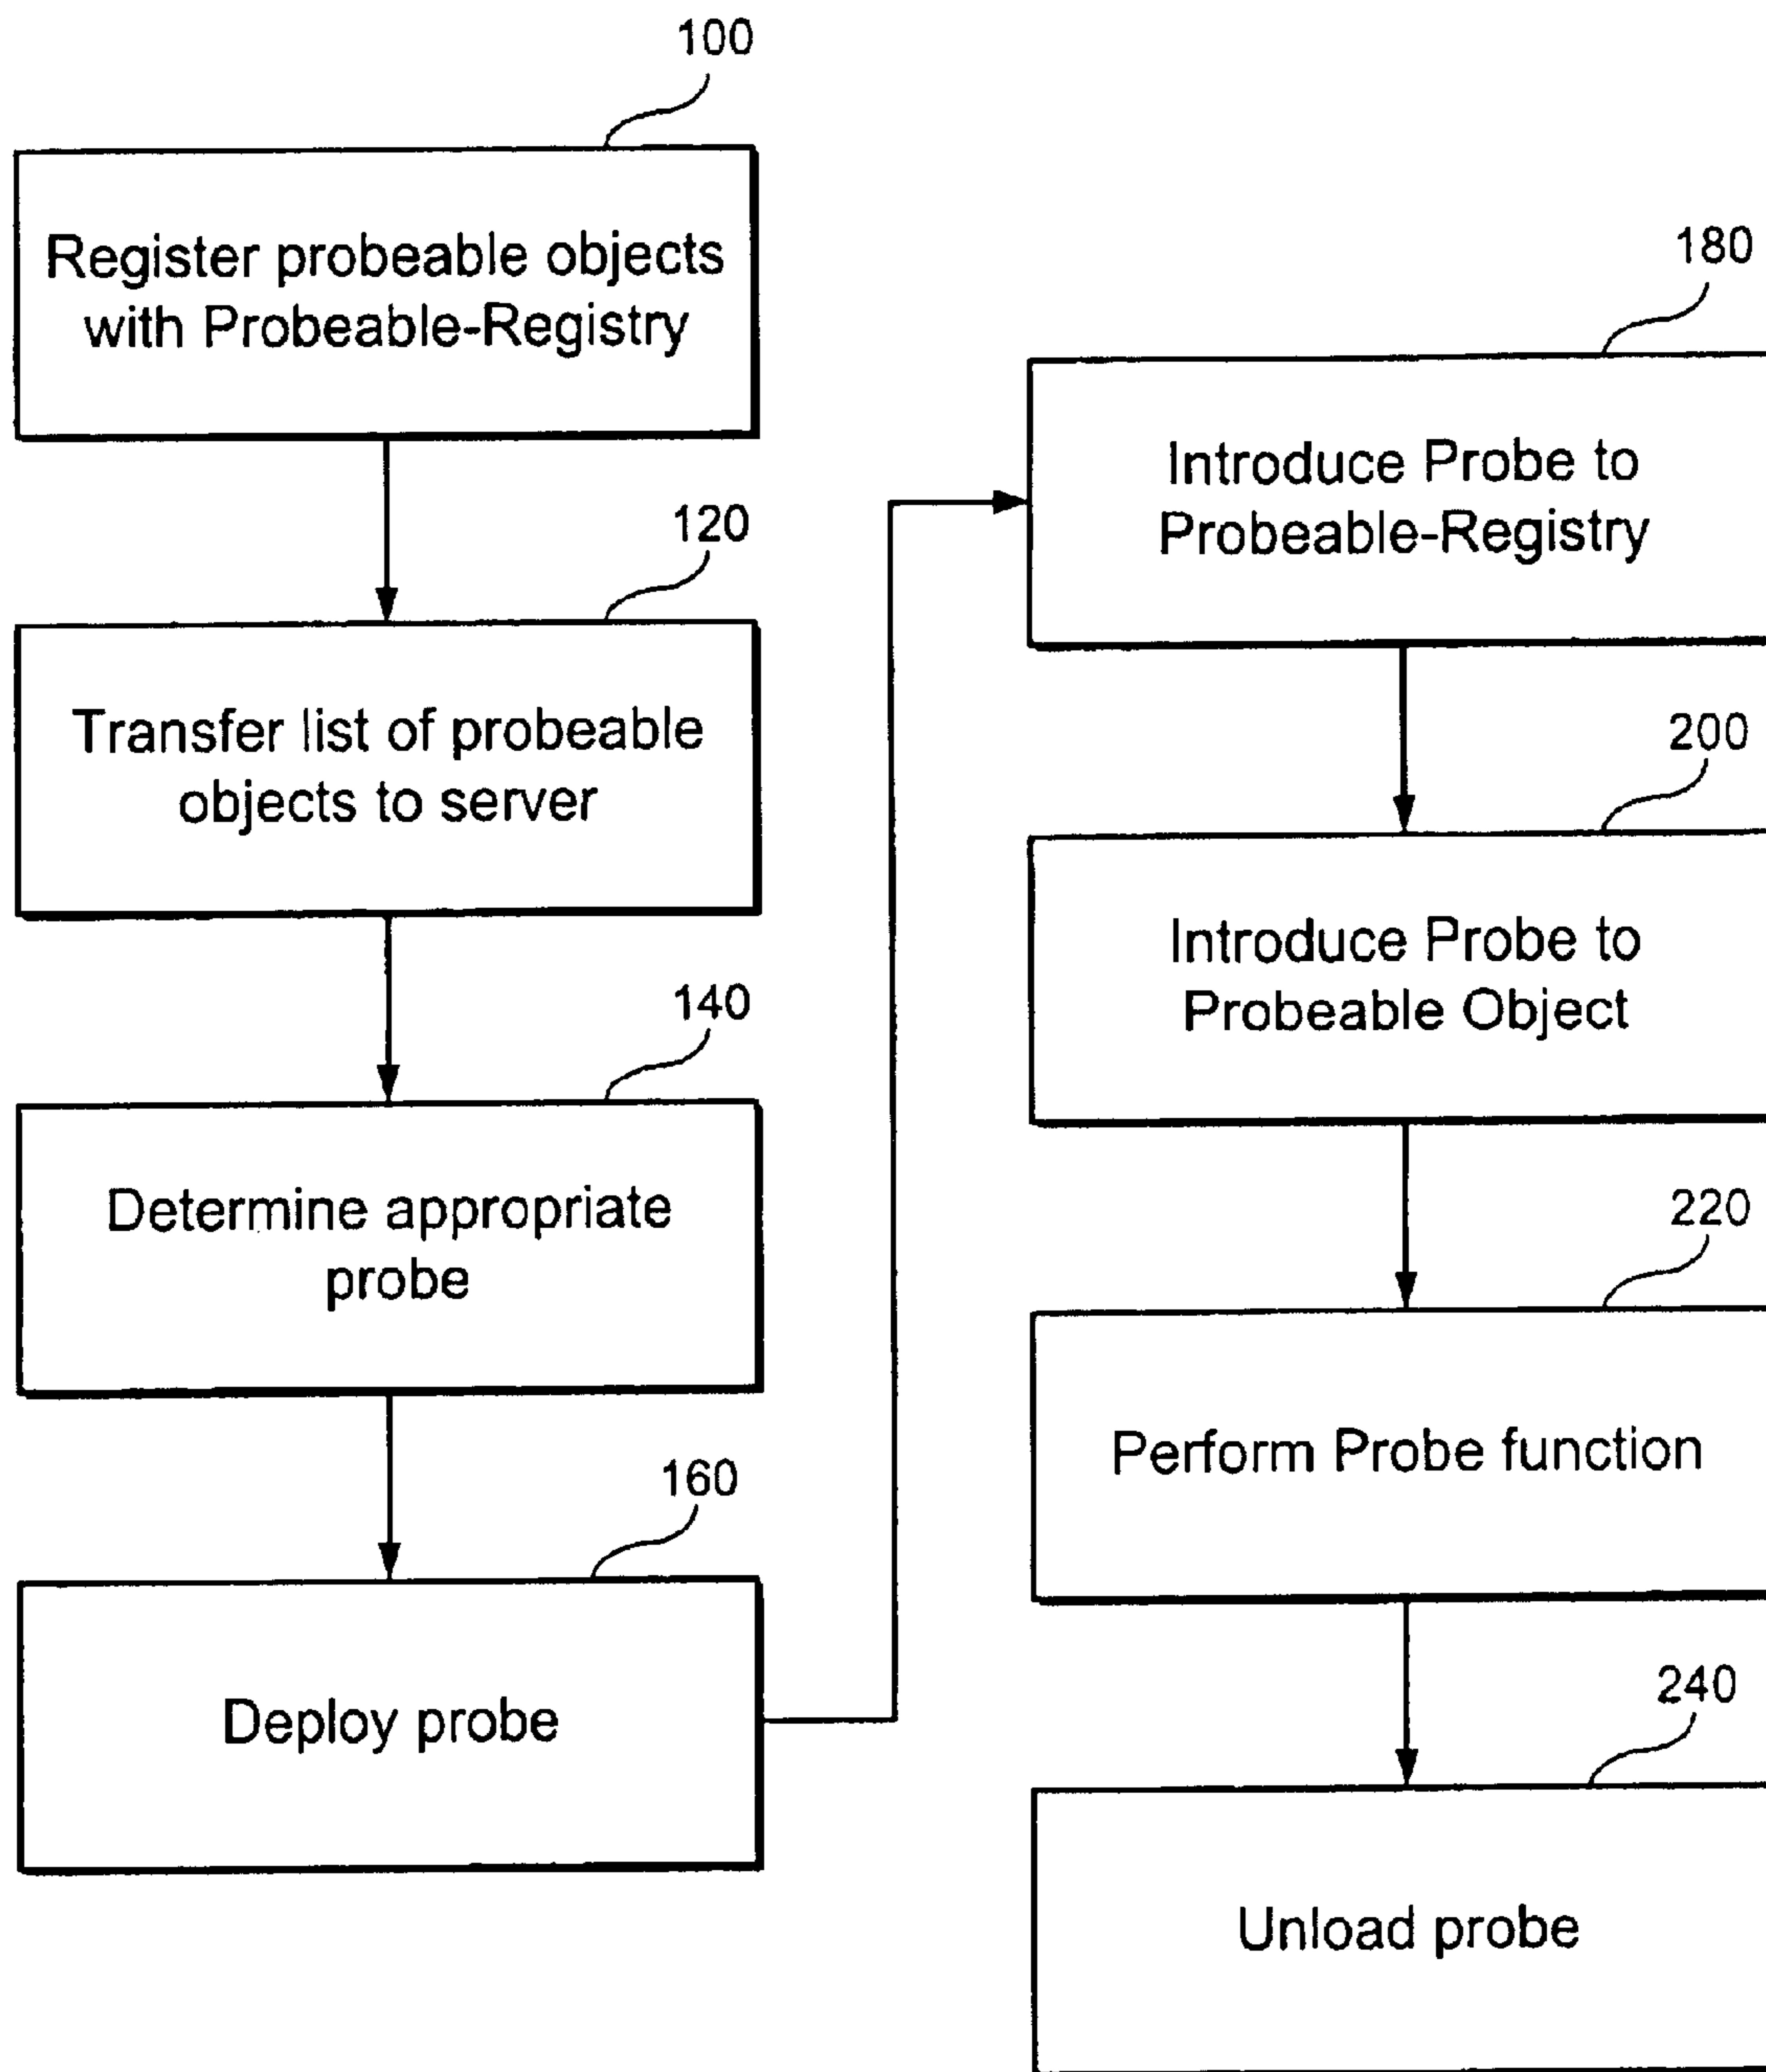 100
Register probeable objects
with Probeable-Registry
120
Transfer list of probeable
objects to server
140
Determine appropriate
probe
160
Deploy probe
180
Introduce Probe to
Probeable-Registry
200
Introduce Probe to
Probeable Object
220
Perform Probe function
240
Unload probe